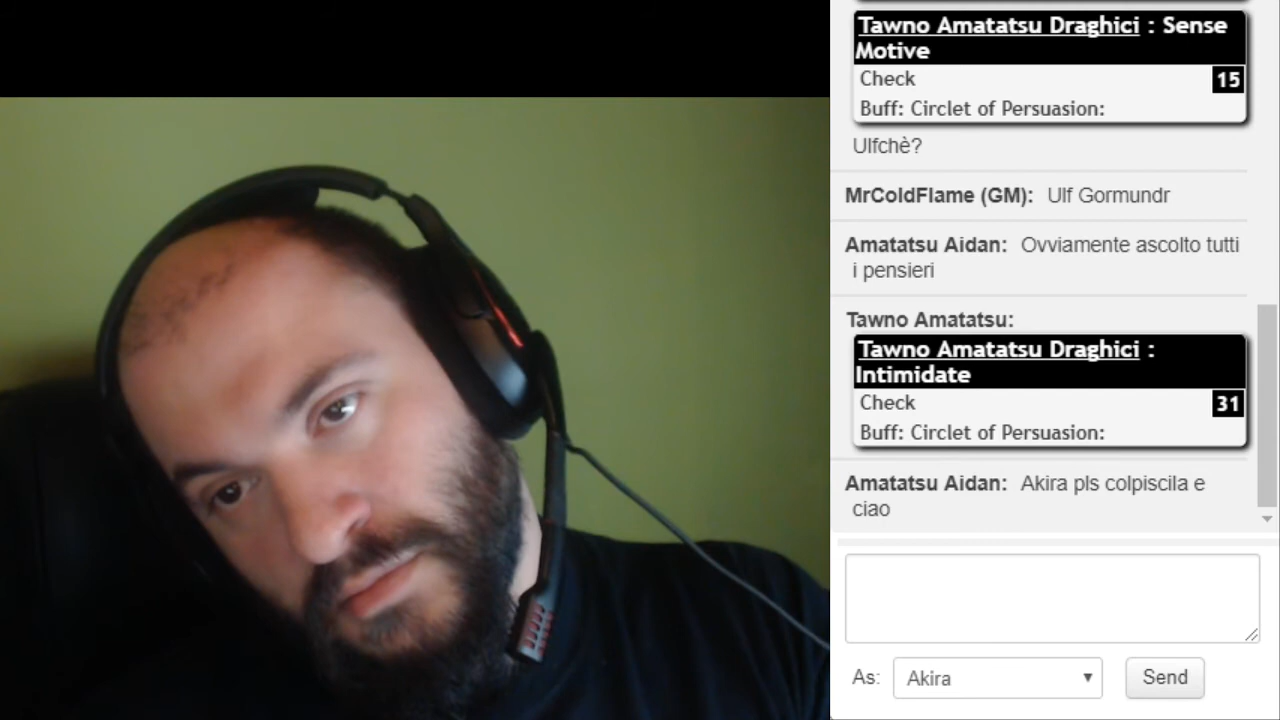 Tawno Amatatsu Draghici : Sense
Motive
Check 15
Buff: Circlet of Persuasion:
Ulfchè?
MrColdFlame (GM): Ulf Gormundr
Amatatsu Aidan: Ovviamente ascolto tutti
i pensieri
Tawno Amatatsu:
Tawno Amatatsu Draghici :
Intimidate
Check 31
Buff: Circlet of Persuasion:
Amatatsu Aidan: Akira pls colpiscila e
ciao
As: Akira Send